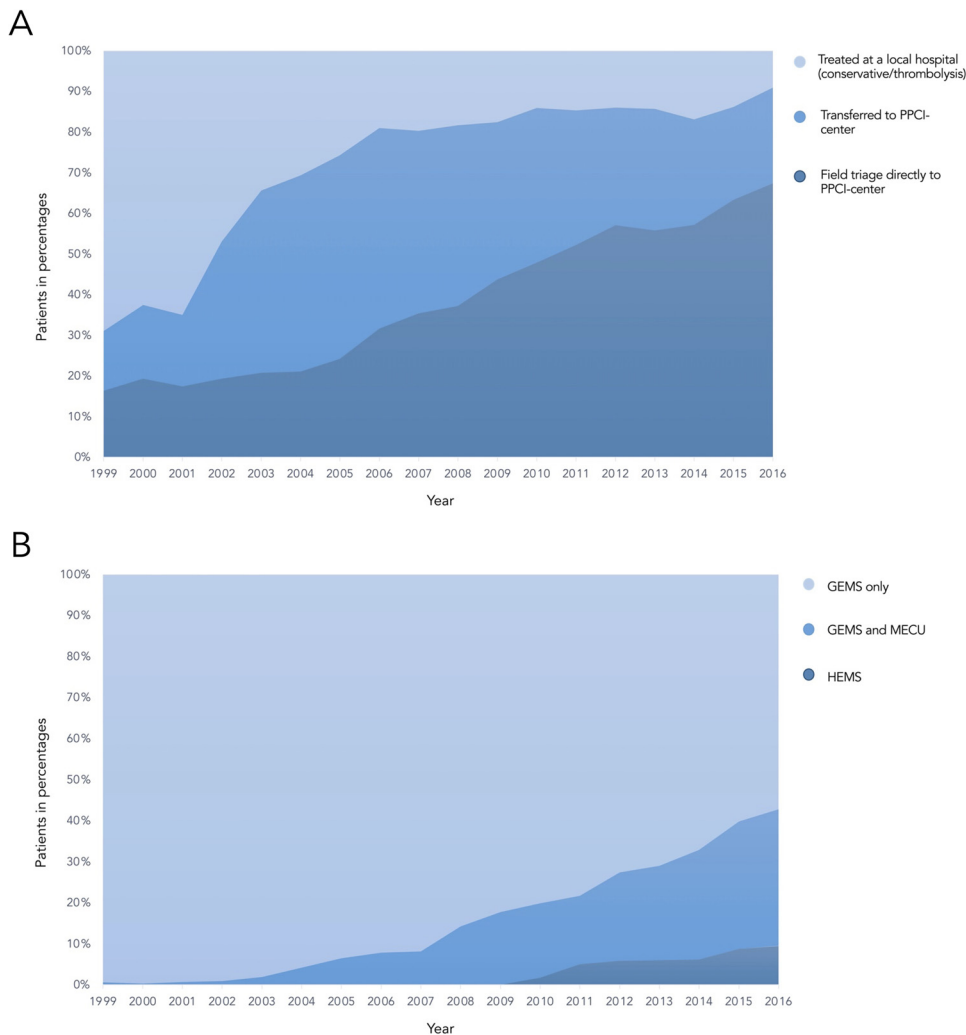 A
100%
90%
80%
70%
60%
50%
40%
30%
20%
10%
0%
Patients in percentages
1999 2000 2001 2002 2003 2004 2005 2006 2007 2008 2009 2010 2011 2012 2013 2014 2015 2016
Year
Treated at a local hospital
(conservative/thrombolysis)
Transferred to PPCI-
center
Field triage directly to
PPCI-center
B
100%
90%
80%
70%
60%
50%
40%
30%
20%
10%
0%
Patients in percentages
1999 2000 2001 2002 2003 2004 2005 2006 2007 2008 2009 2010 2011 2012 2013 2014 2015 2016
Year
GEMS only
GEMS and MECU
HEMS